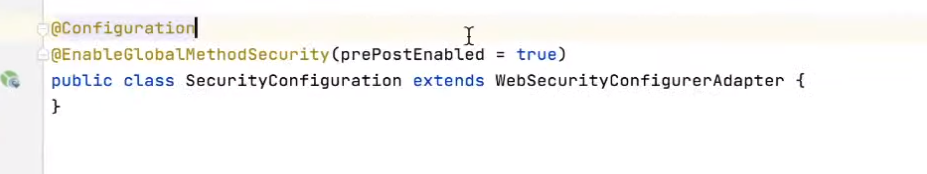 @Configuration
@EnableGlobalMethodSecurity(prePostEnabled = true)
public class SecurityConfiguration extends WebSecurityConfigurerAdapter {
}